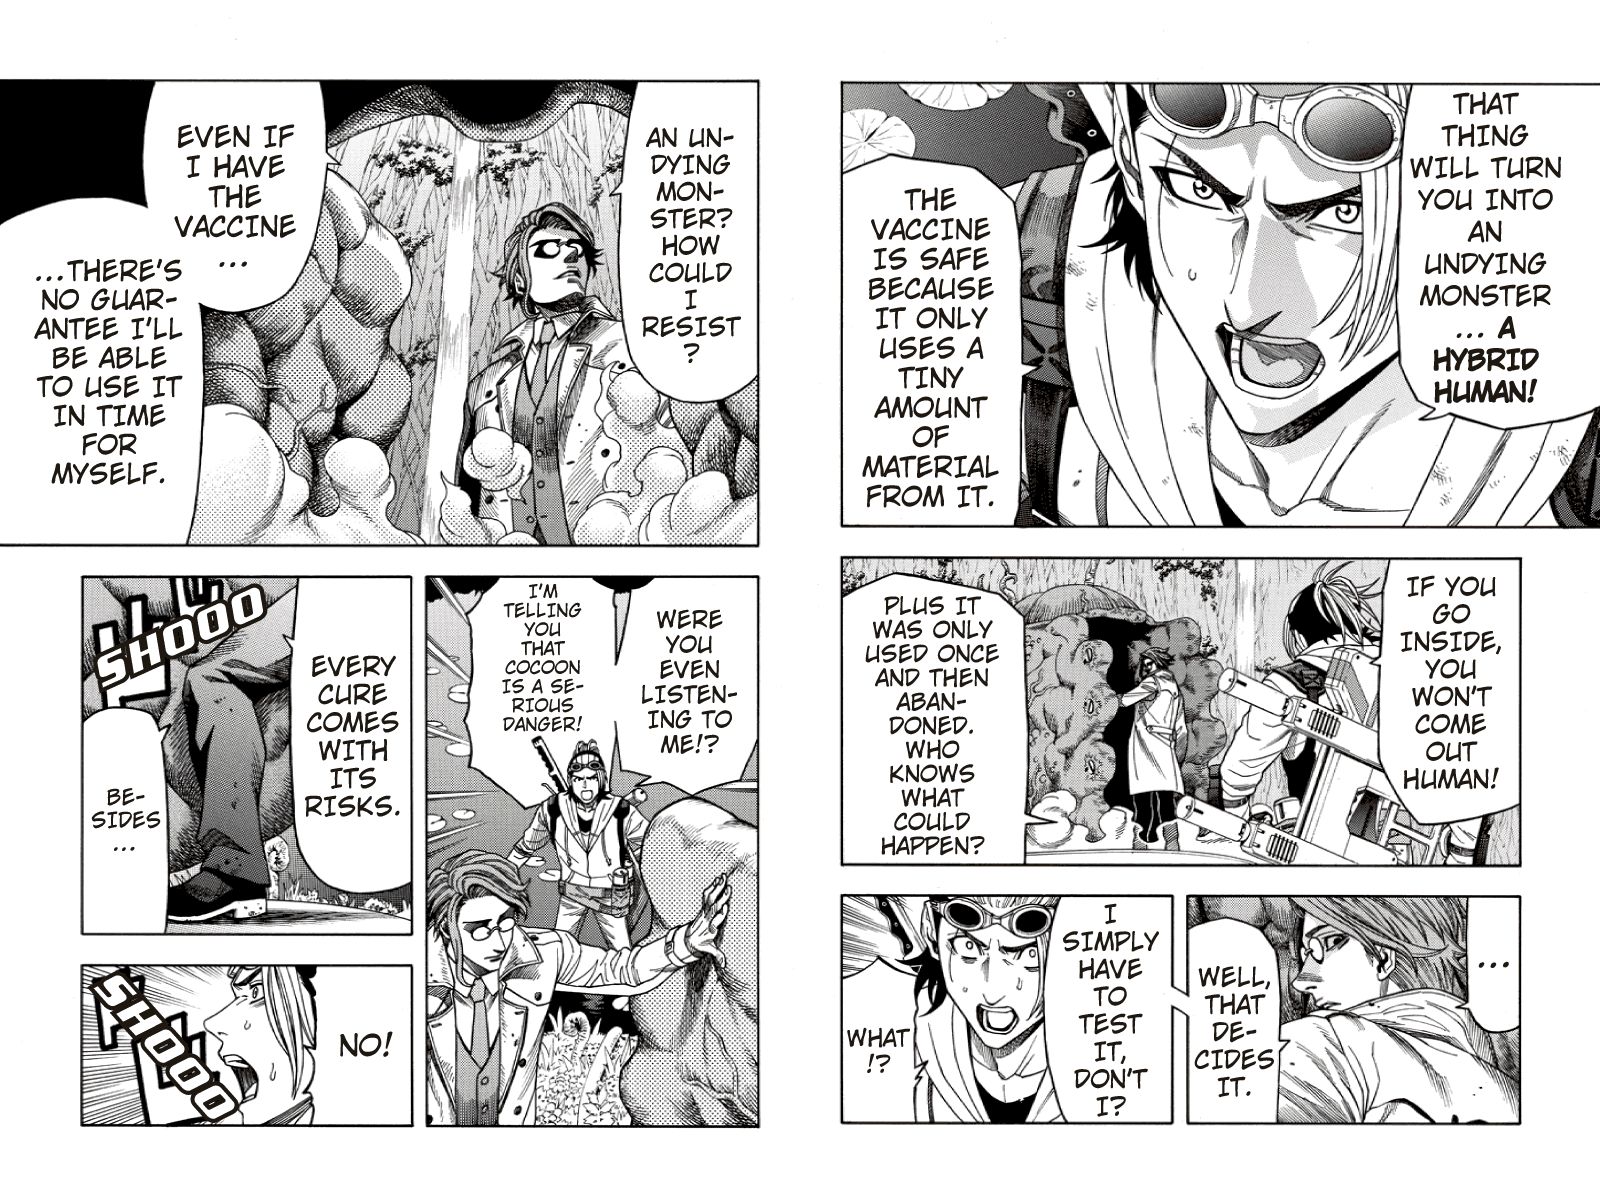 THAT
THING
WILL TURN
YOU INTO
AN
UNDYING
MONSTER
... A
HYBRID
HUMAN!
THE
VACCINE
IS SAFE
BECAUSE
IT ONLY
USES A
TINY
AMOUNT
OF
MATERIAL
FROM IT.
IF YOU
GO
INSIDE,
YOU
WON'T
COME
OUT
HUMAN!
PLUS IT
WAS ONLY
USED ONCE
AND THEN
ABAN-
DONED.
WHO
KNOWS
WHAT
COULD
HAPPEN?
...
WELL,
THAT
DE-
CIDES
IT.
I
SIMPLY
HAVE
TO
TEST
IT,
DON'T
I?
WHAT
!?
AN UN-
DYING
MON-
STER?
HOW
COULD
I
RESIST
?
EVEN IF
I HAVE
THE
VACCINE
...
...THERE'S
NO GUAR-
ANTEE I'LL
BE ABLE
TO USE IT
IN TIME
FOR
MYSELF.
WERE
YOU
EVEN
LISTEN-
ING TO
ME!?
I'M
TELLING
YOU
THAT
COCOON
IS A SE-
RIOUS
DANGER!
EVERY
CURE
COMES
WITH
ITS
RISKS.
SHOOO
BE-
SIDES
...
NO!
SHOOO